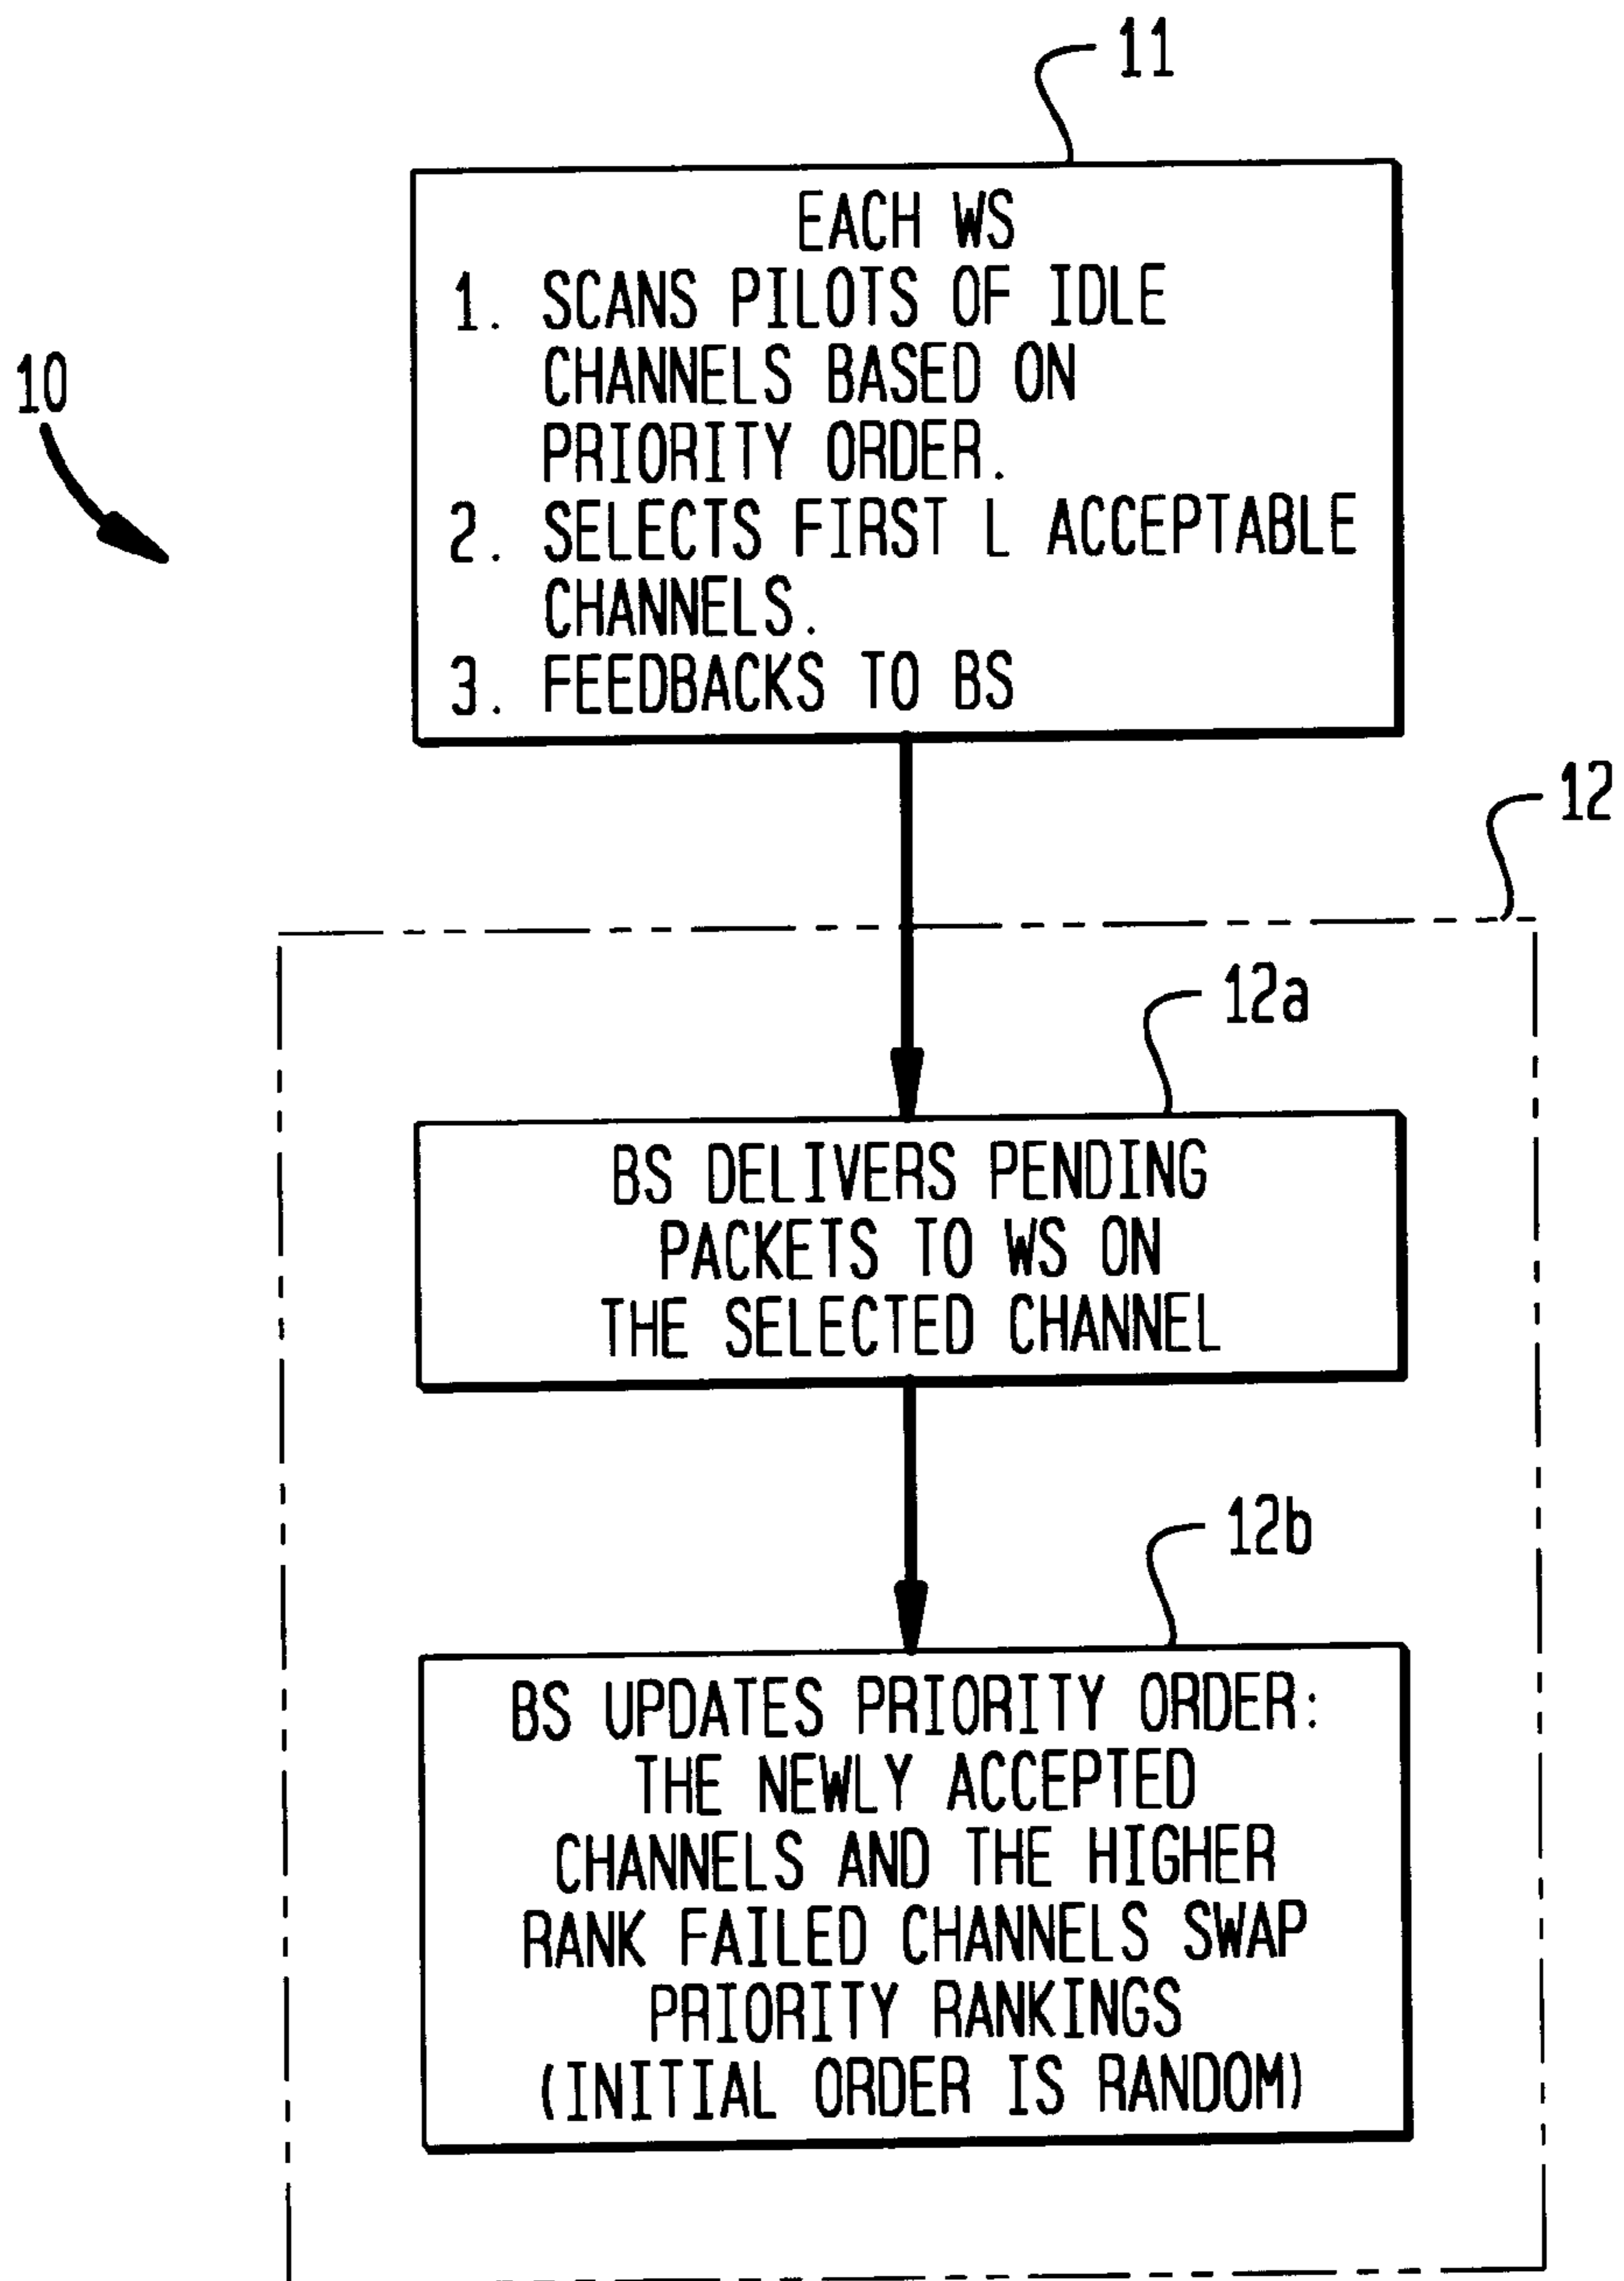 11
EACH WS
1. SCANS PILOTS OF IDLE
CHANNELS BASED ON
PRIORITY ORDER.
2. SELECTS FIRST L ACCEPTABLE
CHANNELS.
3. FEEDBACKS TO BS
10
12
12a
BS DELIVERS PENDING
PACKETS TO WS ON
THE SELECTED CHANNEL
12b
BS UPDATES PRIORITY ORDER:
THE NEWLY ACCEPTED
CHANNELS AND THE HIGHER
RANK FAILED CHANNELS SWAP
PRIORITY RANKINGS
(INITIAL ORDER IS RANDOM)